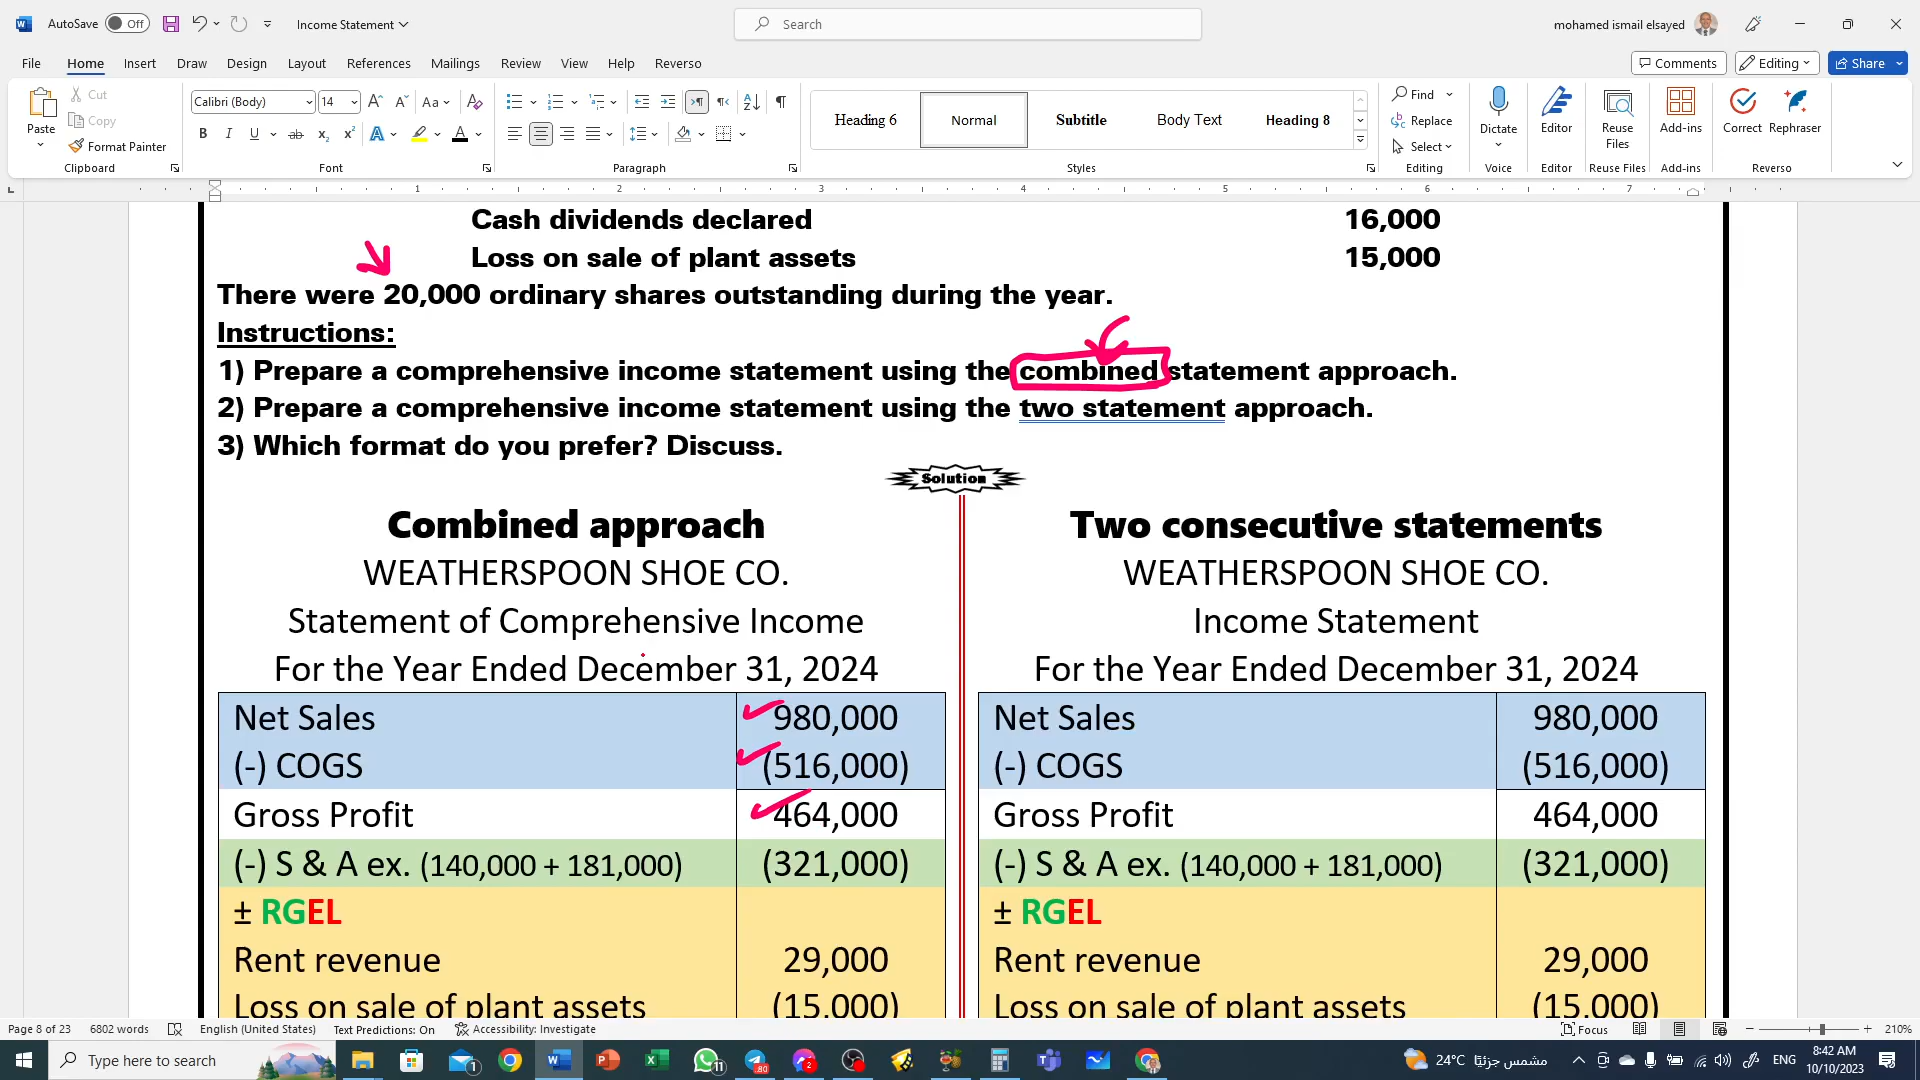 AutoSave Off Income Statement Search mohamed ismail elsayed
File Home Insert Draw Design Layout References Mailings Review View Help Reverso Comments Editing Share
Paste Cut Copy Format Painter
Clipboard
Calibri (Body) 14
Font
Paragraph
Heading 6 Normal Subtitle Body Text Heading 8
Styles
Find Replace Select
Editing
Dictate
Voice
Editor
Editor
Reuse Files
Reuse Files
Add-ins
Add-ins
Correct Rephraser
Reverso
1 2 3 4 5 6 7
Cash dividends declared 16,000
Loss on sale of plant assets 15,000
There were 20,000 ordinary shares outstanding during the year.
Instructions:
1) Prepare a comprehensive income statement using the combined statement approach.
2) Prepare a comprehensive income statement using the two statement approach.
3) Which format do you prefer? Discuss.
Solution
Combined approach
WEATHERSPOON SHOE CO.
Statement of Comprehensive Income
For the Year Ended December 31, 2024
Net Sales 980,000
(-) COGS (516,000)
Gross Profit 464,000
(-) S & A ex. (140,000 + 181,000) (321,000)
± RGEL
Rent revenue 29,000
Loss on sale of plant assets (15,000)
Two consecutive statements
WEATHERSPOON SHOE CO.
Income Statement
For the Year Ended December 31, 2024
Net Sales 980,000
(-) COGS (516,000)
Gross Profit 464,000
(-) S & A ex. (140,000 + 181,000) (321,000)
± RGEL
Rent revenue 29,000
Loss on sale of plant assets (15,000)
Page 8 of 23 6802 words English (United States) Text Predictions: On Accessibility: Investigate Focus 210%
Type here to search 24°C مشمس جزئيًا ENG 8:42 AM
10/10/2023